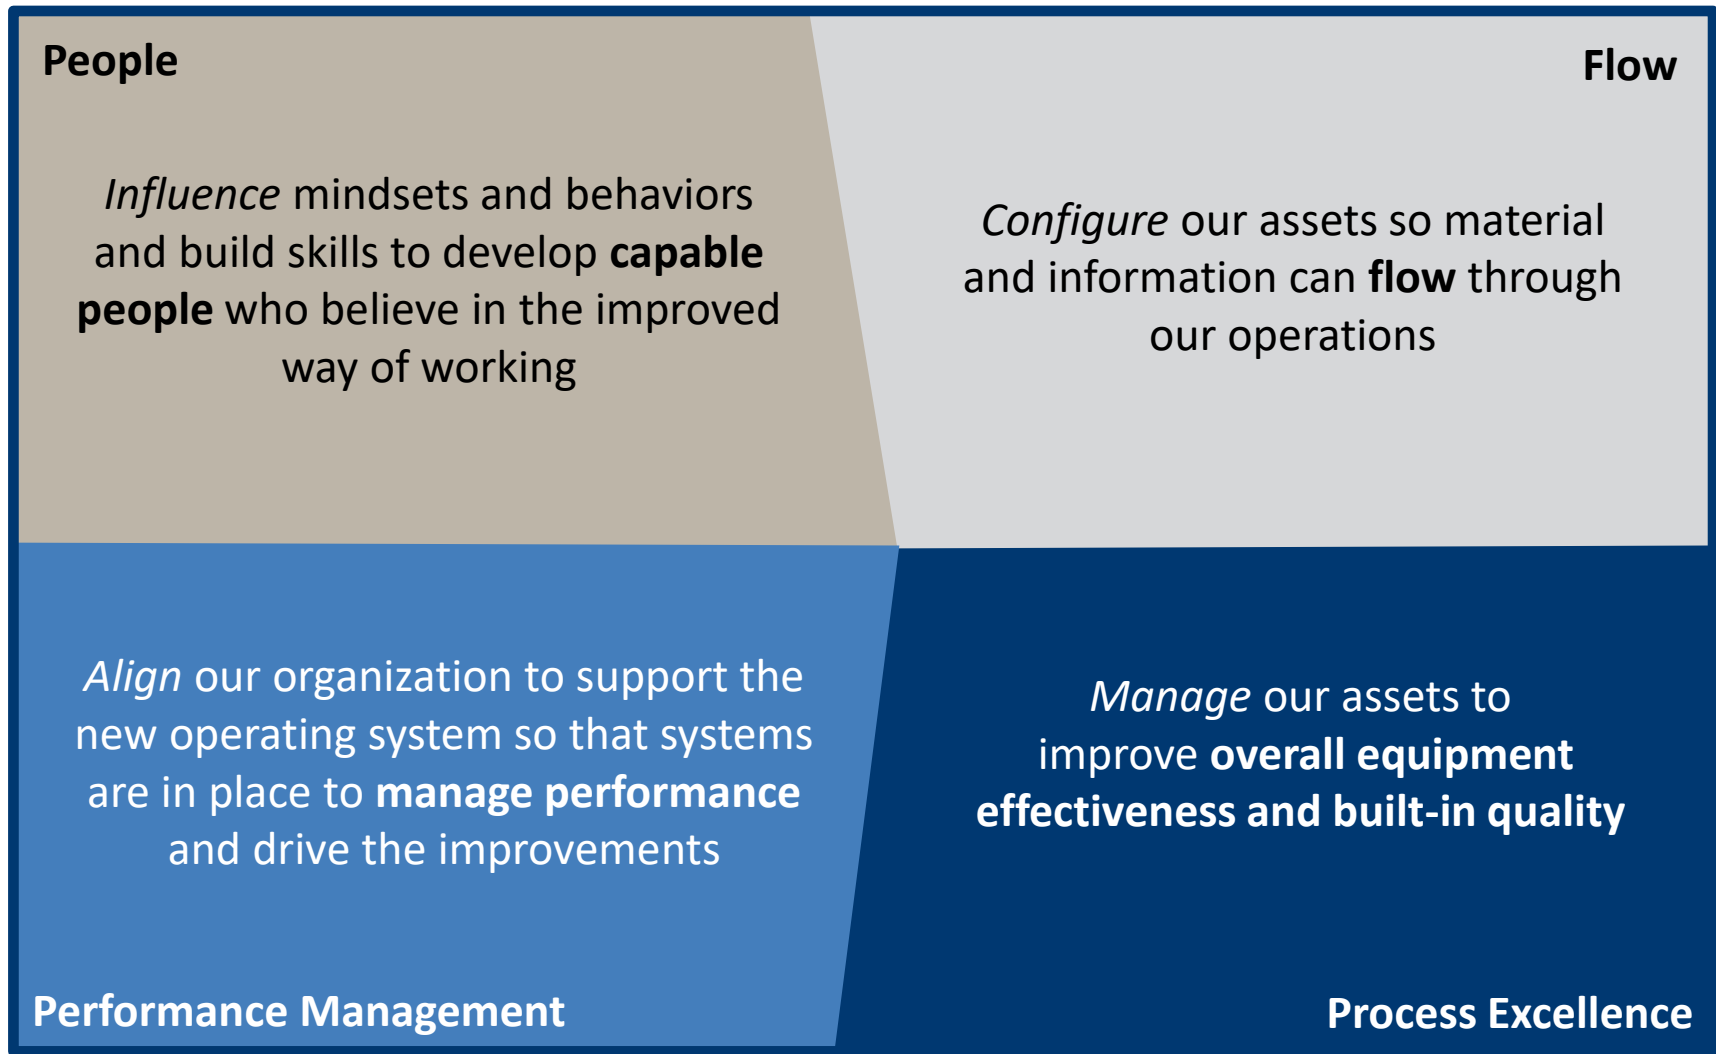 People
Influence mindsets and behaviors
and build skills to develop capable
people who believe in the improved
way of working
Flow
Configure our assets so material
and information can flow through
our operations
Align our organization to support the
new operating system so that systems
are in place to manage performance
and drive the improvements
Performance Management
Manage our assets to
improve overall equipment
effectiveness and built-in quality
Process Excellence